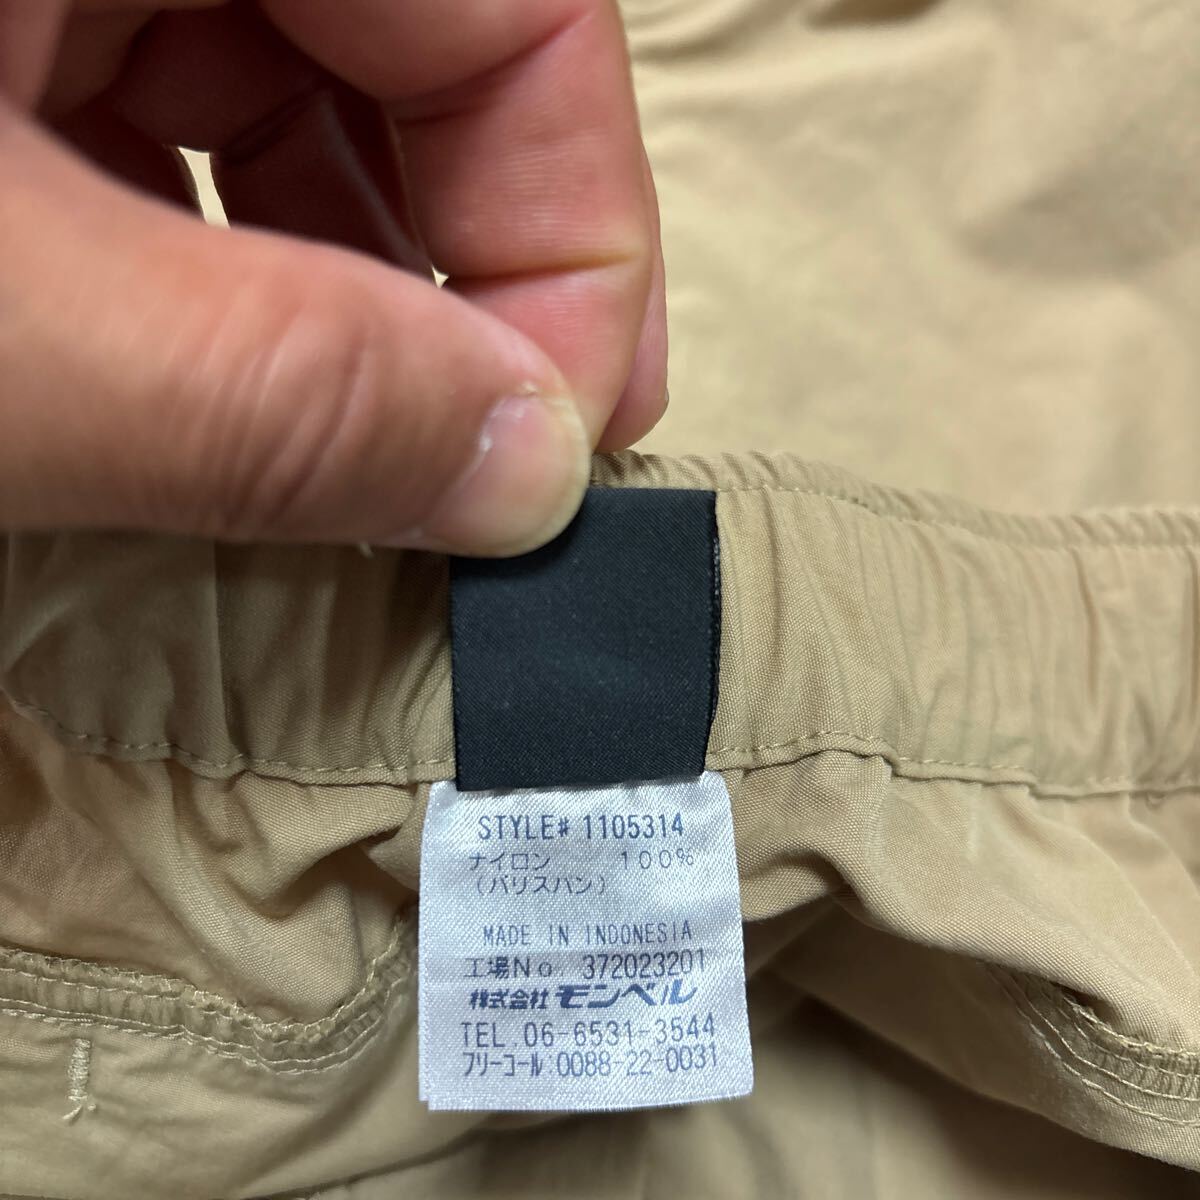 STYLE# 1105314
ナイロン 100%
(バリスハン)
MADE IN INDONESIA
工場No. 372023201
株式会社 モンベル
TEL. 06-6531-3544
フリーコール:0088-22-0031